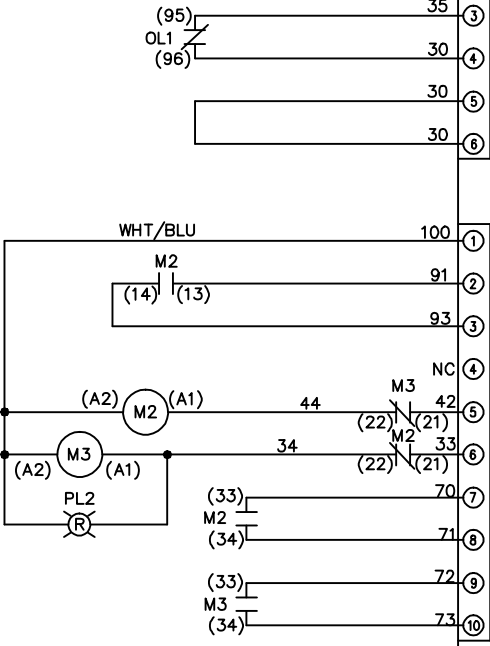 (95) 35 3
OL1
(96) 30 4
30 5
30 6
WHT/BLU 100 1
M2 91 2
(14) (13)
93 3
NC 4
(A2) M2 (A1) 44 M3 42 5
(22) (21)
M2
(A2) M3 (A1) 34 33 6
(22) (21)
PL2
R
(33) 70 7
M2
(34) 71 8
(33) 72 9
M3
(34) 73 10